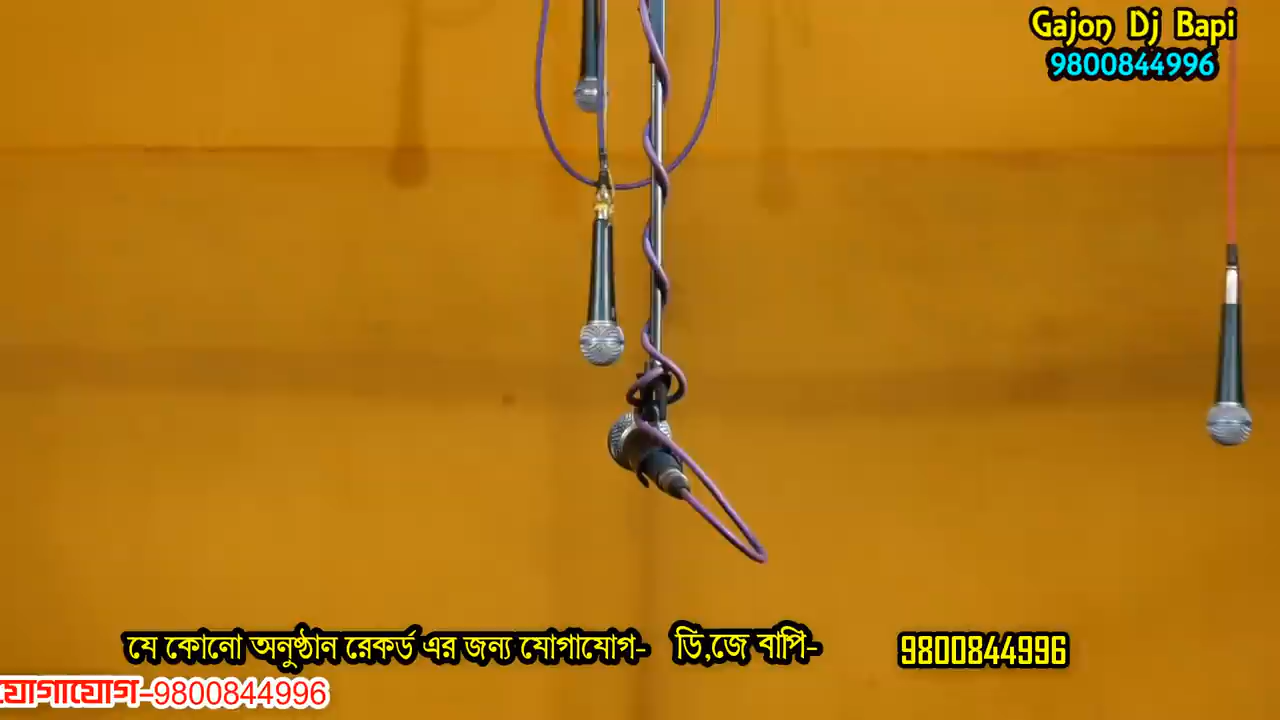 Gajon Dj Bapi
9800844996
যে কোনো অনুষ্ঠান রেকর্ড এর জন্য যোগাযোগ- ডি,জে বাপি- 9800844996
যোগাযোগ-9800844996